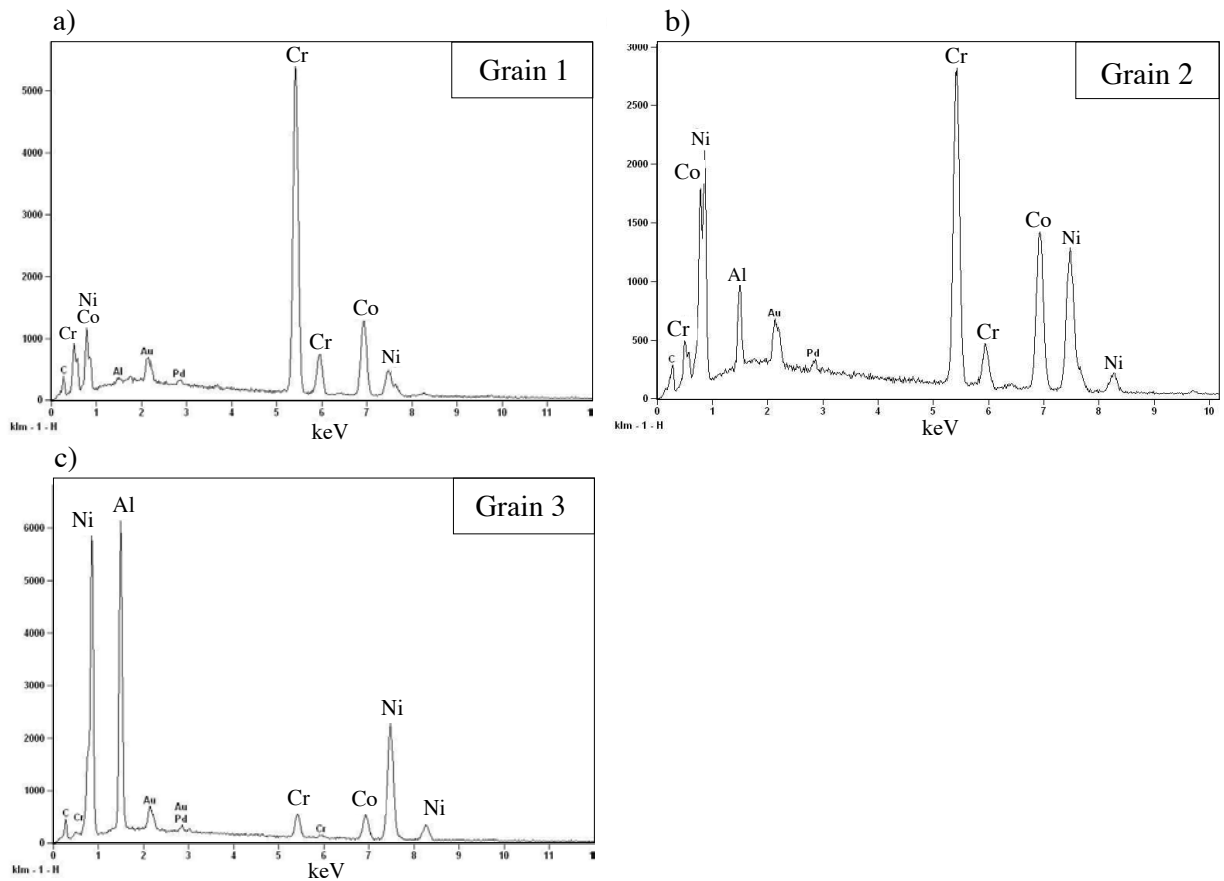 a)
Grain 1
5000
4000
3000
2000
1000
0
Cr
Ni
Co
Cr
C
Al
Au
Pd
Cr
Co
Ni
0 1 2 3 4 5 6 7 8 9 10 11
klm - 1 - H
keV
b)
Grain 2
3000
2500
2000
1500
1000
500
0
Cr
Ni
Co
Al
Cr
C
Au
Pd
Cr
Co
Ni
Ni
0 1 2 3 4 5 6 7 8 9 10
klm - 1 - H
keV
c)
Grain 3
6000
5000
4000
3000
2000
1000
0
Ni
Al
C
Cr
Au
Au
Pd
Cr
Cr
Co
Ni
Ni
0 1 2 3 4 5 6 7 8 9 10 11
klm - 1 - H
keV